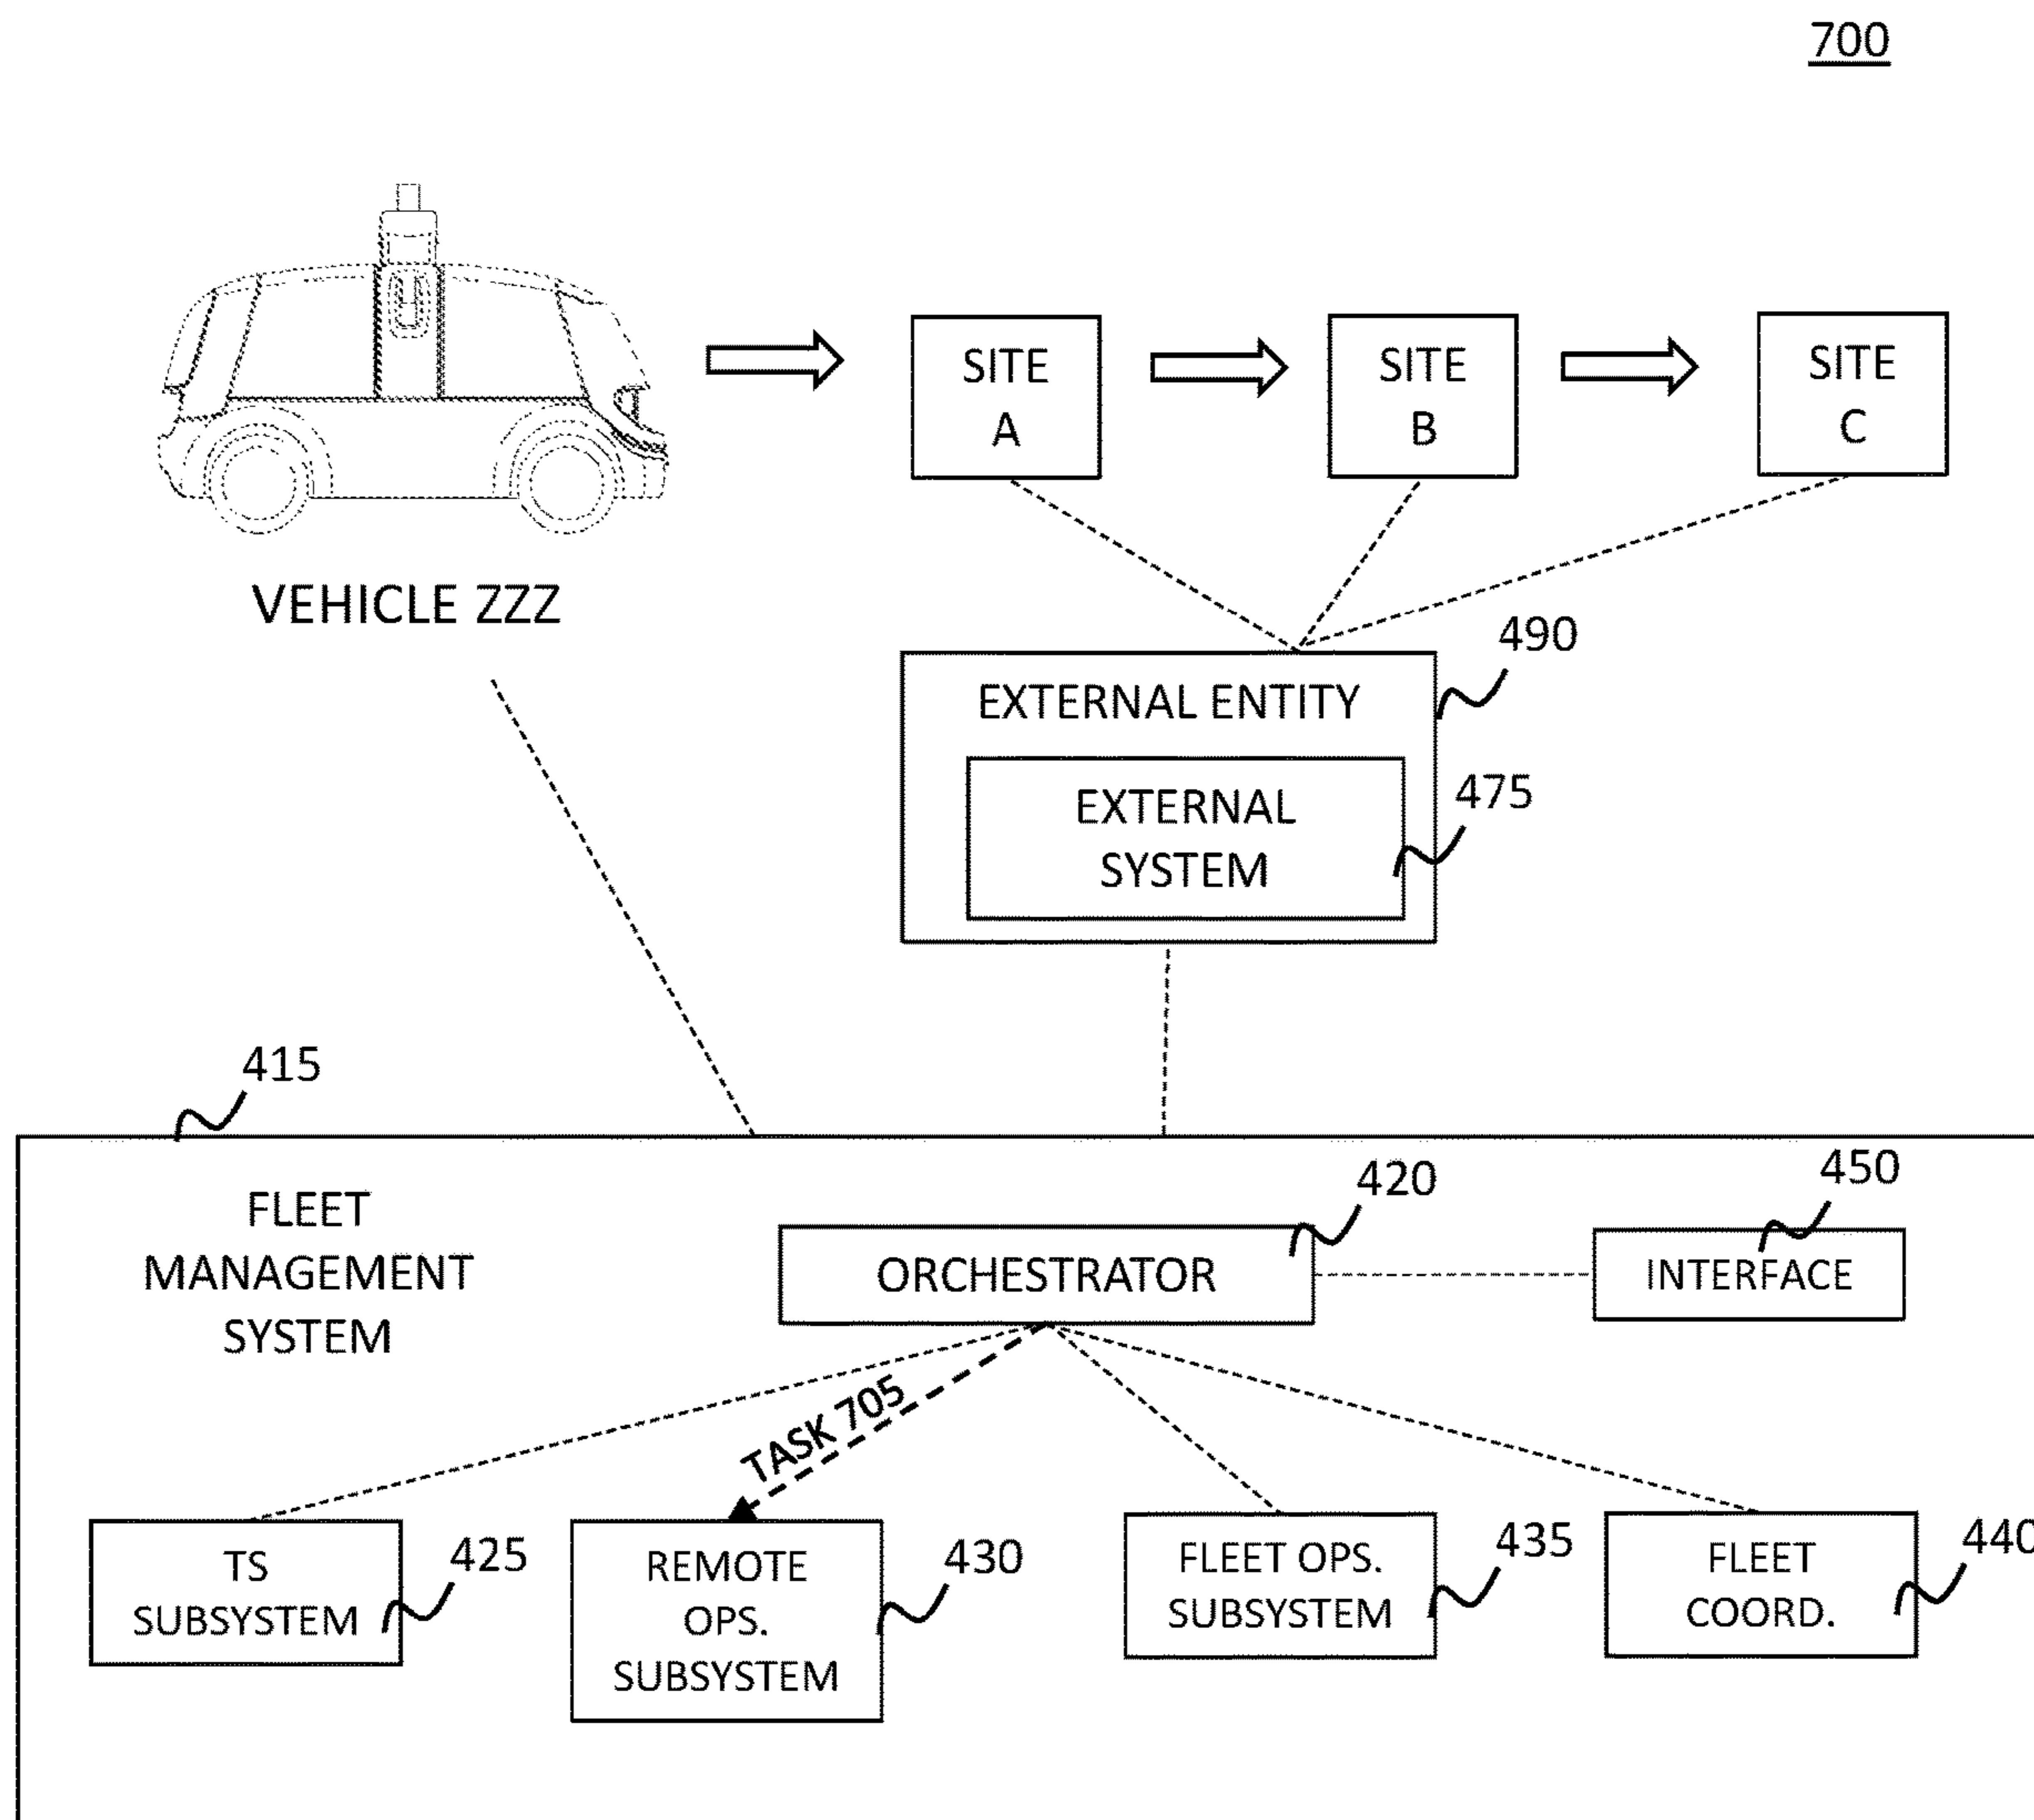 700
SITE
A
SITE
B
SITE
C
VEHICLE ZZZ
490
EXTERNAL ENTITY
475
EXTERNAL
SYSTEM
415
FLEET
MANAGEMENT
SYSTEM
420
ORCHESTRATOR
450
INTERFACE
TASK 705
TS
SUBSYSTEM
425
REMOTE
OPS.
SUBSYSTEM
430
FLEET OPS.
SUBSYSTEM
435
FLEET
COORD.
440